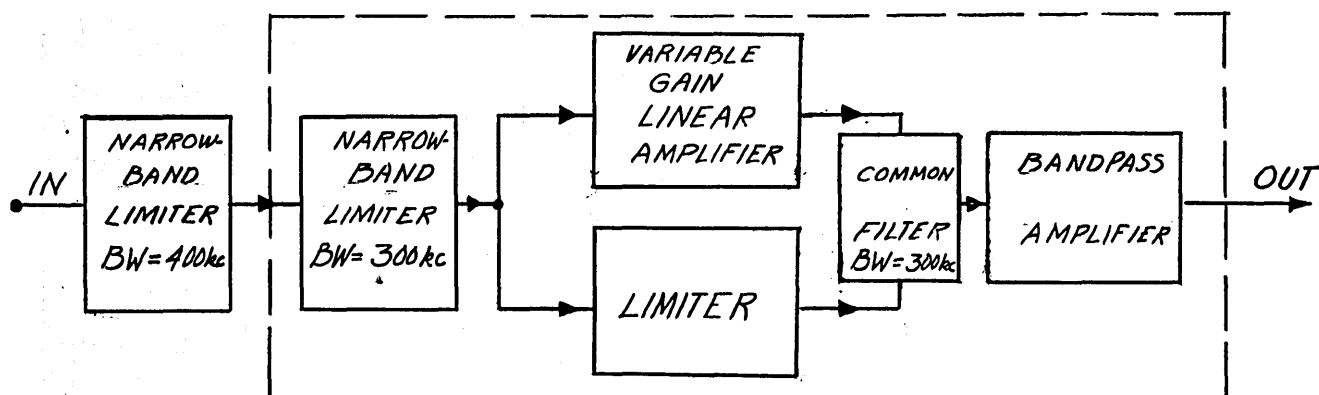 IN
NARROW-
BAND
LIMITER
BW=400kc
NARROW-
BAND
LIMITER
BW=300kc
VARIABLE
GAIN
LINEAR
AMPLIFIER
LIMITER
COMMON
FILTER
BW=300kc
BANDPASS
AMPLIFIER
OUT